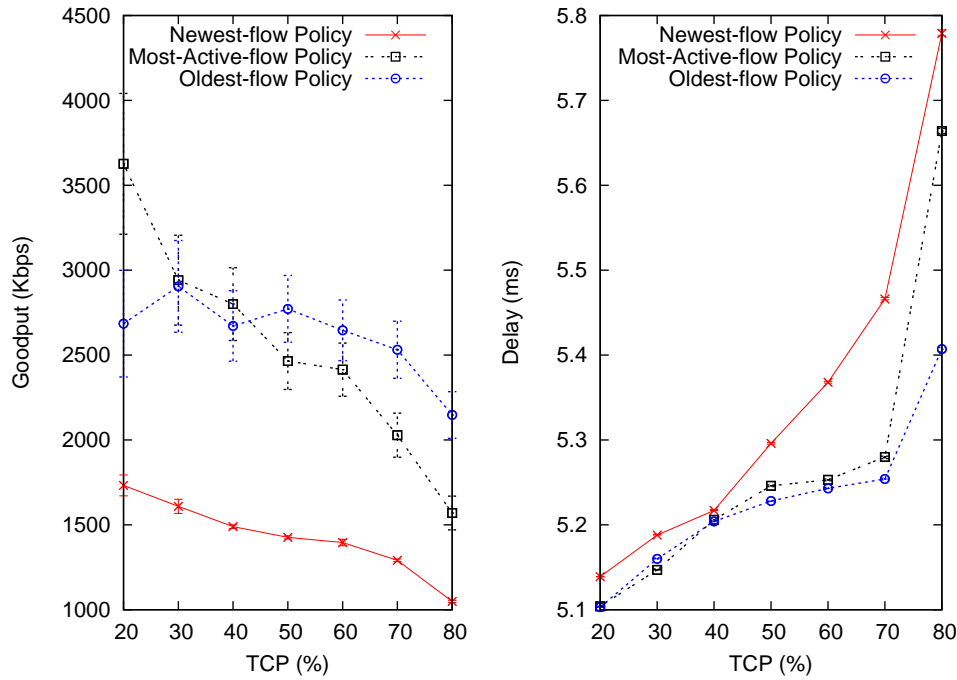 4500
4000
3500
3000
2500
2000
1500
1000
20 30 40 50 60 70 80
TCP (%)
Goodput (Kbps)
Newest-flow Policy
Most-Active-flow Policy
Oldest-flow Policy
5.8
5.7
5.6
5.5
5.4
5.3
5.2
5.1
20 30 40 50 60 70 80
TCP (%)
Delay (ms)
Newest-flow Policy
Most-Active-flow Policy
Oldest-flow Policy